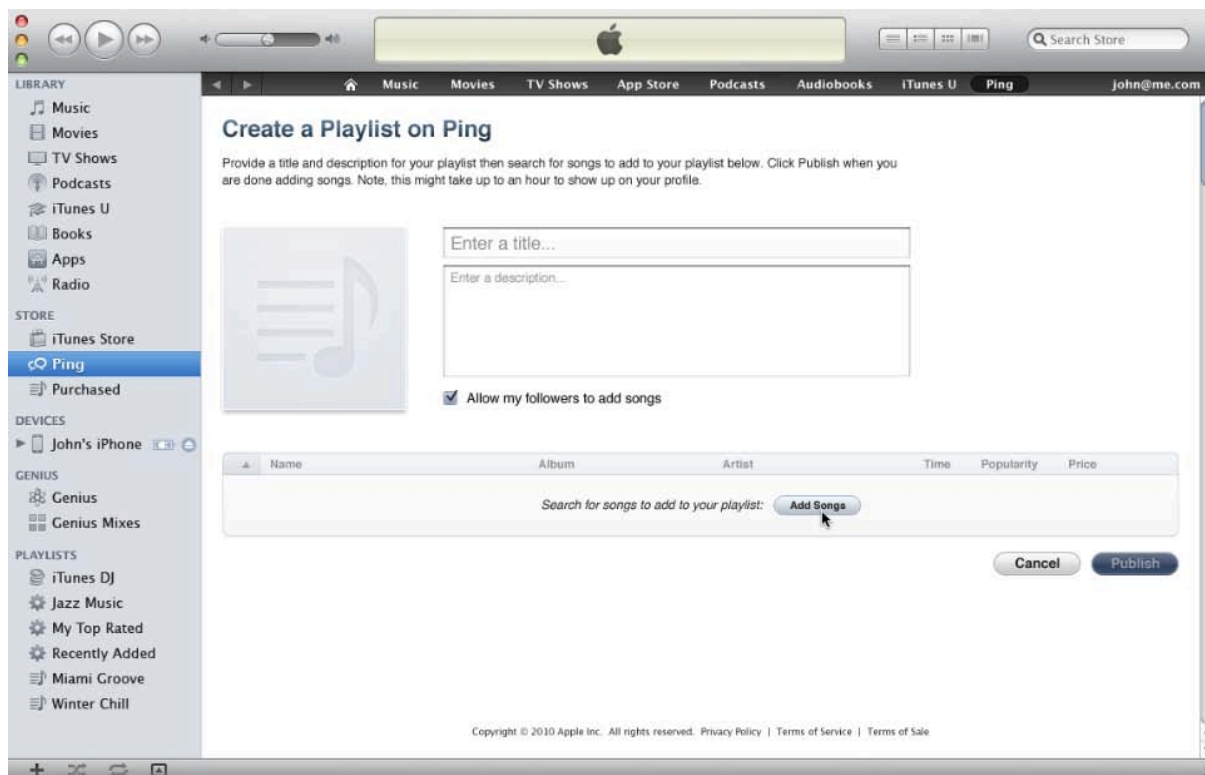 Search Store
LIBRARY
Music
Movies
TV Shows
Podcasts
iTunes U
Books
Apps
Radio
STORE
iTunes Store
Ping
Purchased
DEVICES
John's iPhone
GENIUS
Genius
Genius Mixes
PLAYLISTS
iTunes DJ
Jazz Music
My Top Rated
Recently Added
Miami Groove
Winter Chill
Music Movies TV Shows App Store Podcasts Audiobooks iTunes U Ping john@me.com
Create a Playlist on Ping
Provide a title and description for your playlist then search for songs to add to your playlist below. Click Publish when you
are done adding songs. Note, this might take up to an hour to show up on your profile.
Enter a title...
Enter a description...
Allow my followers to add songs
Name Album Artist Time Popularity Price
Search for songs to add to your playlist: Add Songs
Cancel Publish
Copyright © 2010 Apple Inc. All rights reserved. Privacy Policy | Terms of Service | Terms of Sale